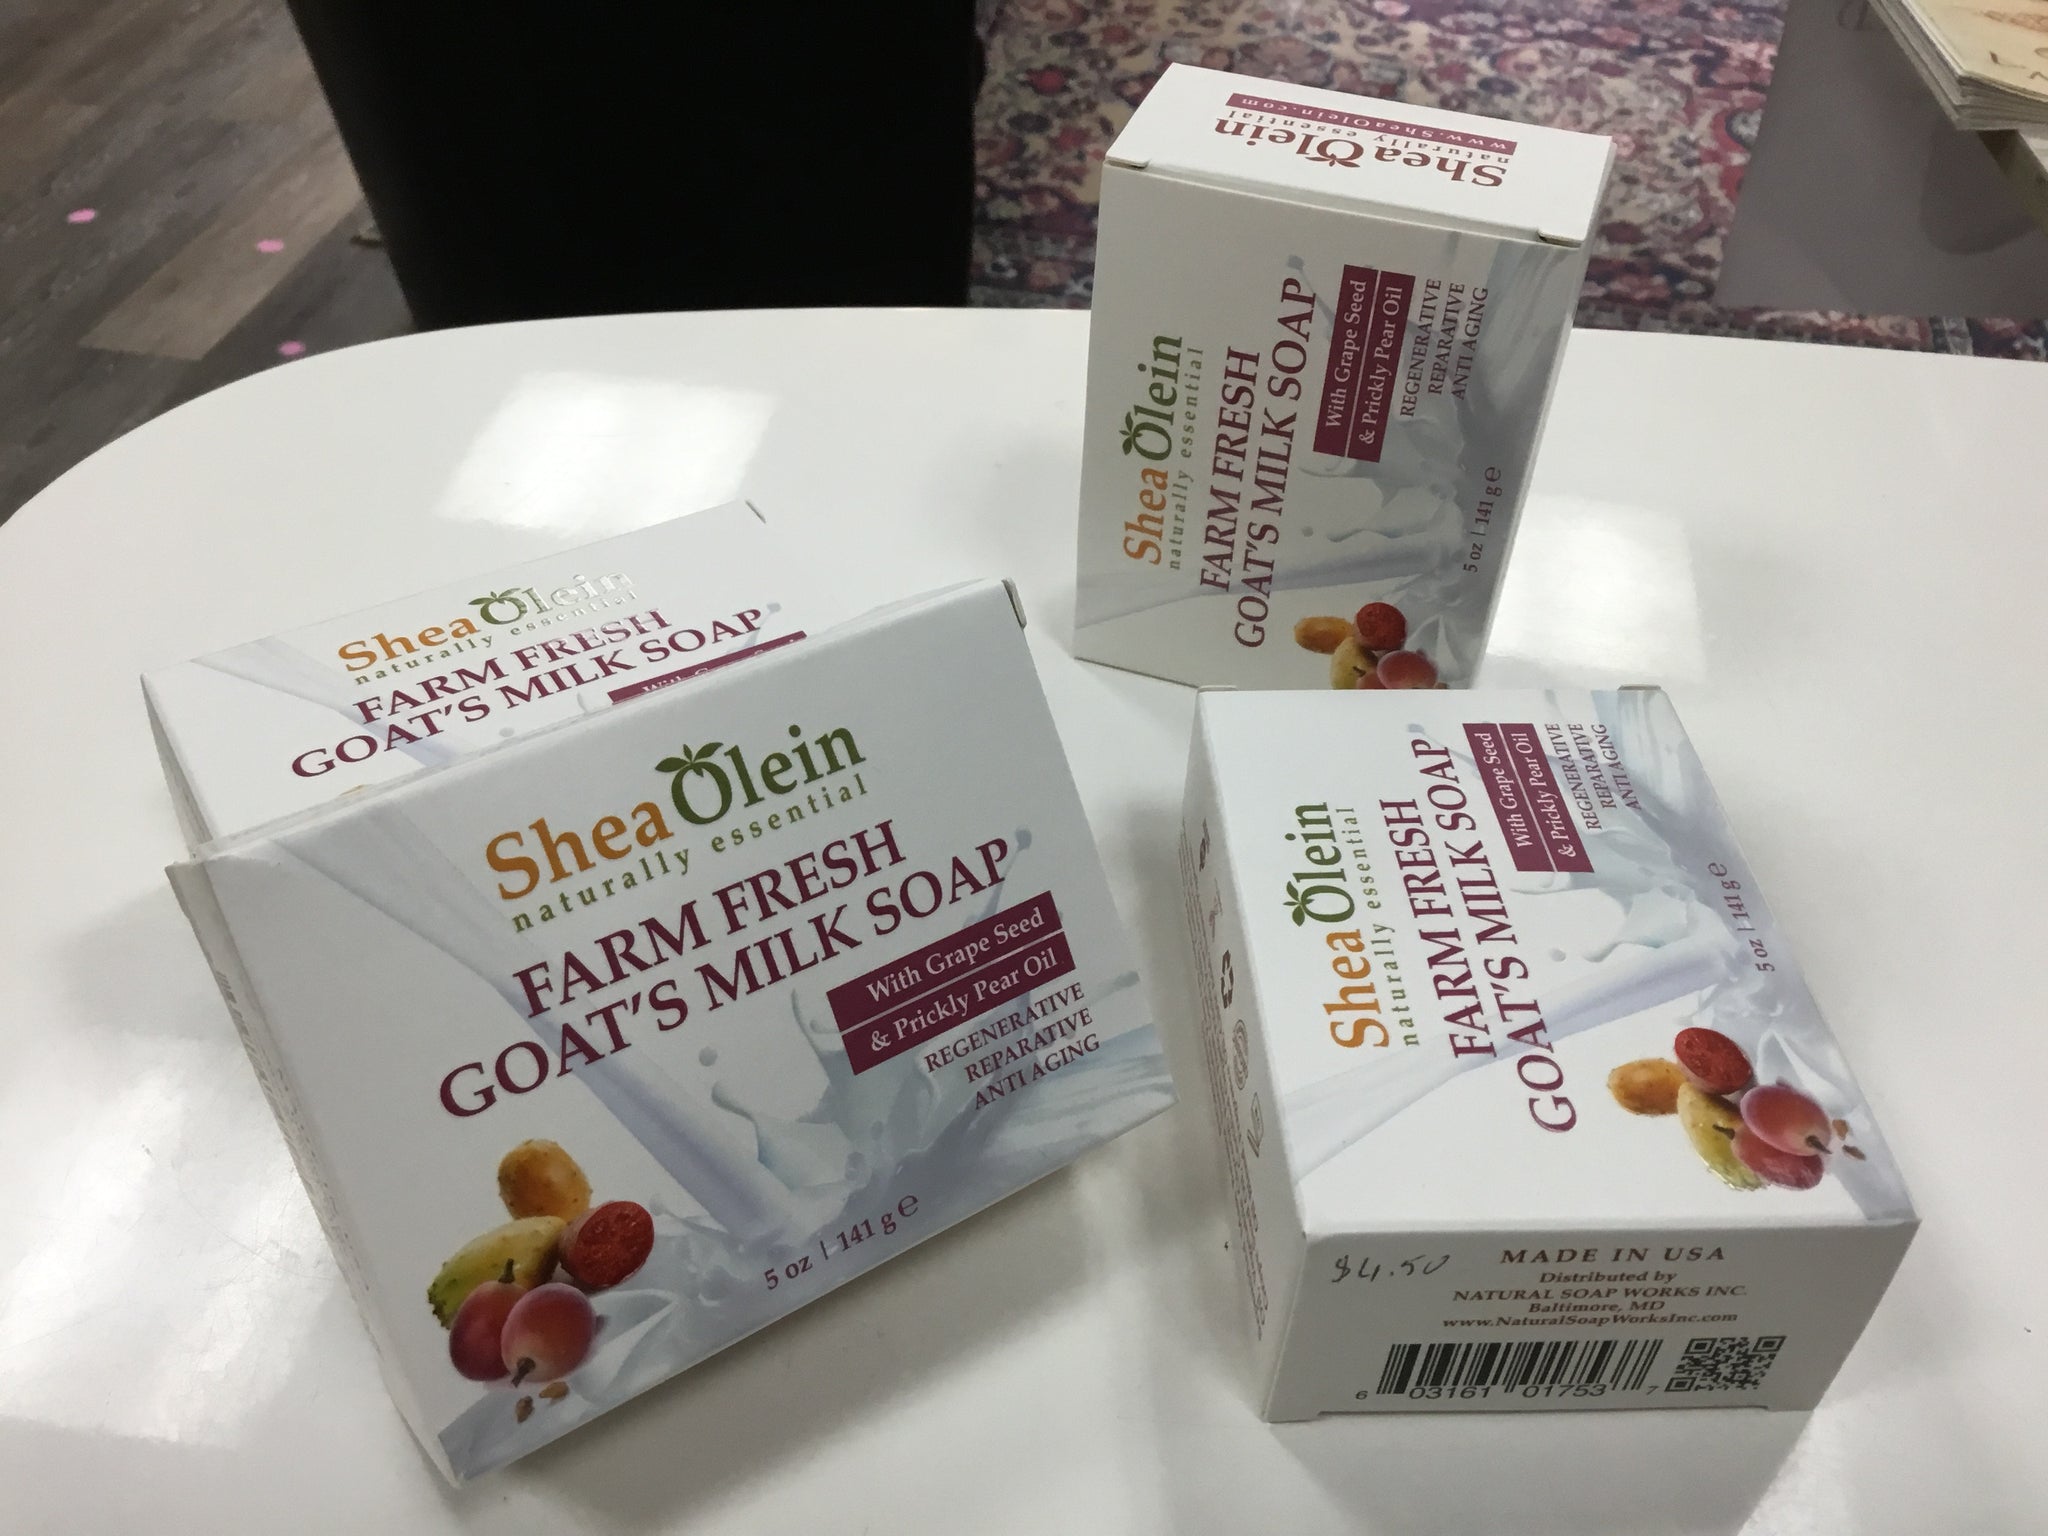 Shea Olein
naturally essential
www.SheaOlein.com
Shea Olein
naturally essential
FARM FRESH
GOAT'S MILK SOAP
With Grape Seed
& Prickly Pear Oil
REGENERATIVE
REPARATIVE
ANTI AGING
5 oz | 141 g ℮
Shea Olein
naturally essential
FARM FRESH
GOAT'S MILK SOAP
Shea Olein
naturally essential
FARM FRESH
GOAT'S MILK SOAP
With Grape Seed
& Prickly Pear Oil
REGENERATIVE
REPARATIVE
ANTI AGING
5 oz | 141 g ℮
Shea Olein
naturally essential
FARM FRESH
GOAT'S MILK SOAP
With Grape Seed
& Prickly Pear Oil
REGENERATIVE
REPARATIVE
ANTI AGING
5 oz | 141 g ℮
$4.50
MADE IN USA
Distributed by
NATURAL SOAP WORKS INC.
Baltimore, MD
www.NaturalSoapWorksInc.com
6 03161 01753 7